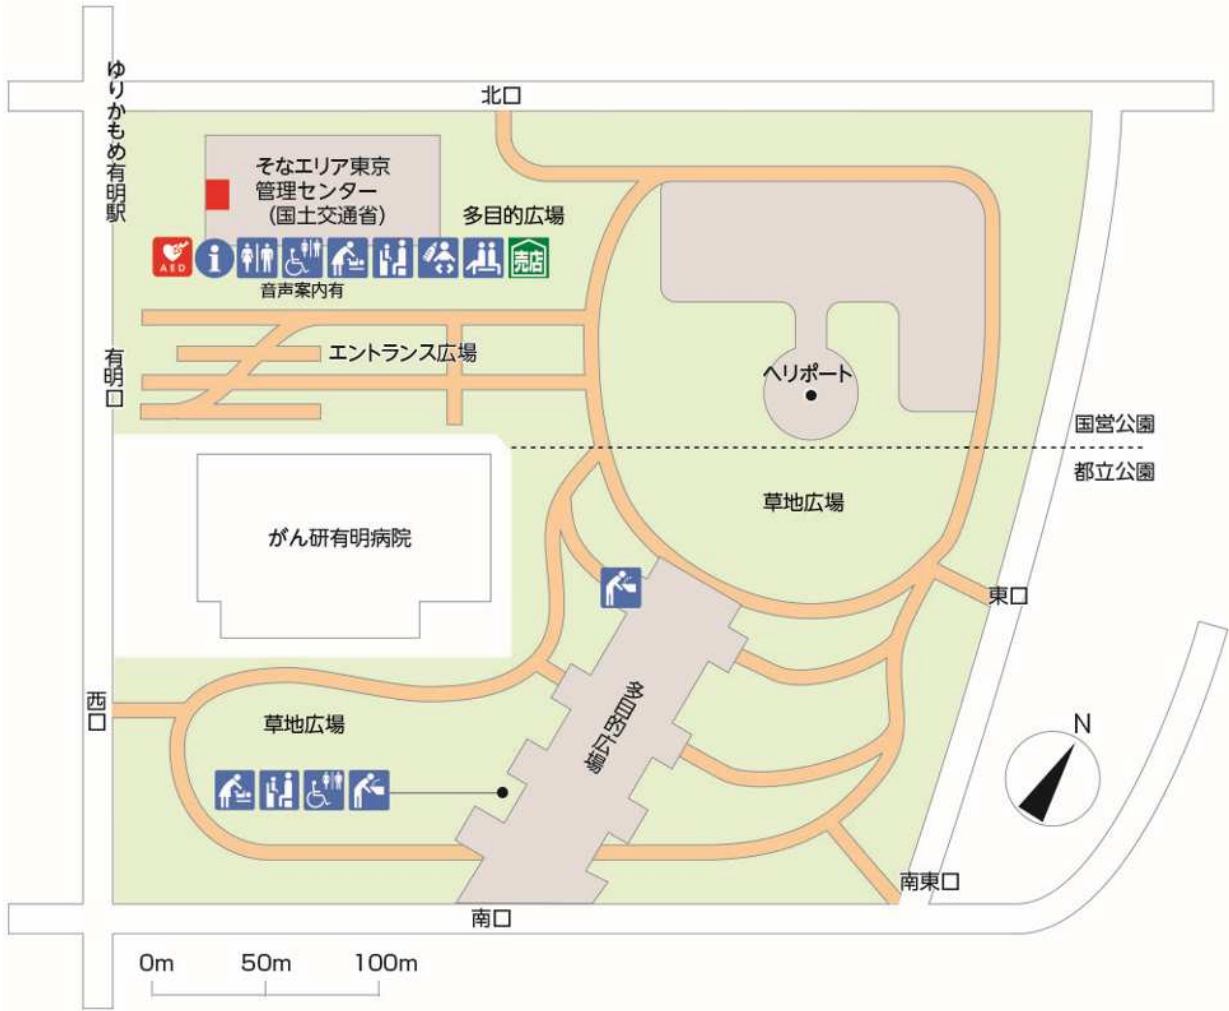 北口
ゆりかもめ有明駅
そなエリア東京
管理センター
(国土交通省)
多目的広場
AED
i
売店
音声案内有
エントランス広場
有明口
ヘリポート
国営公園
都立公園
草地広場
がん研有明病院
東口
西口
草地広場
多目的広場
N
南東口
南口
0m 50m 100m